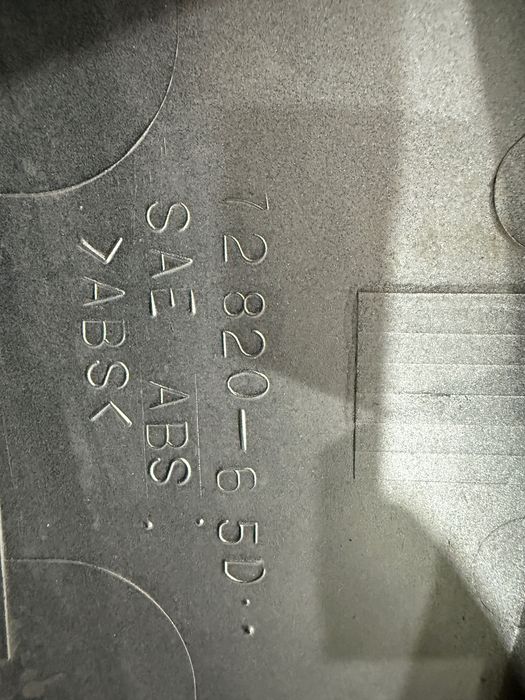 72820-65D..
SAE ABS .
>ABS<